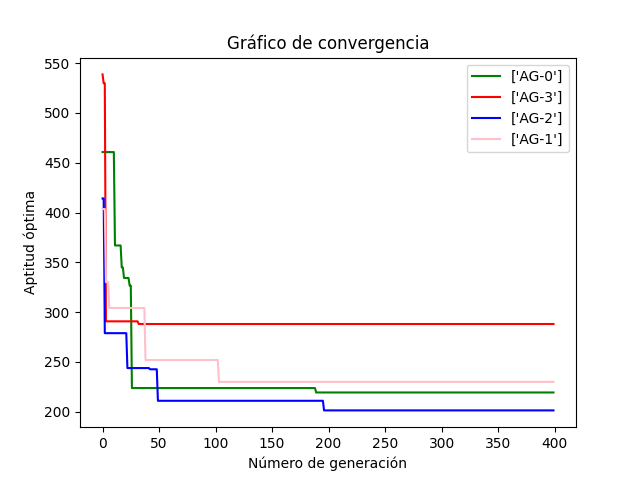 Gráfico de convergencia
550
500
450
400
350
300
250
200
Aptitud óptima
['AG-0']
['AG-3']
['AG-2']
['AG-1']
0 50 100 150 200 250 300 350 400
Número de generación